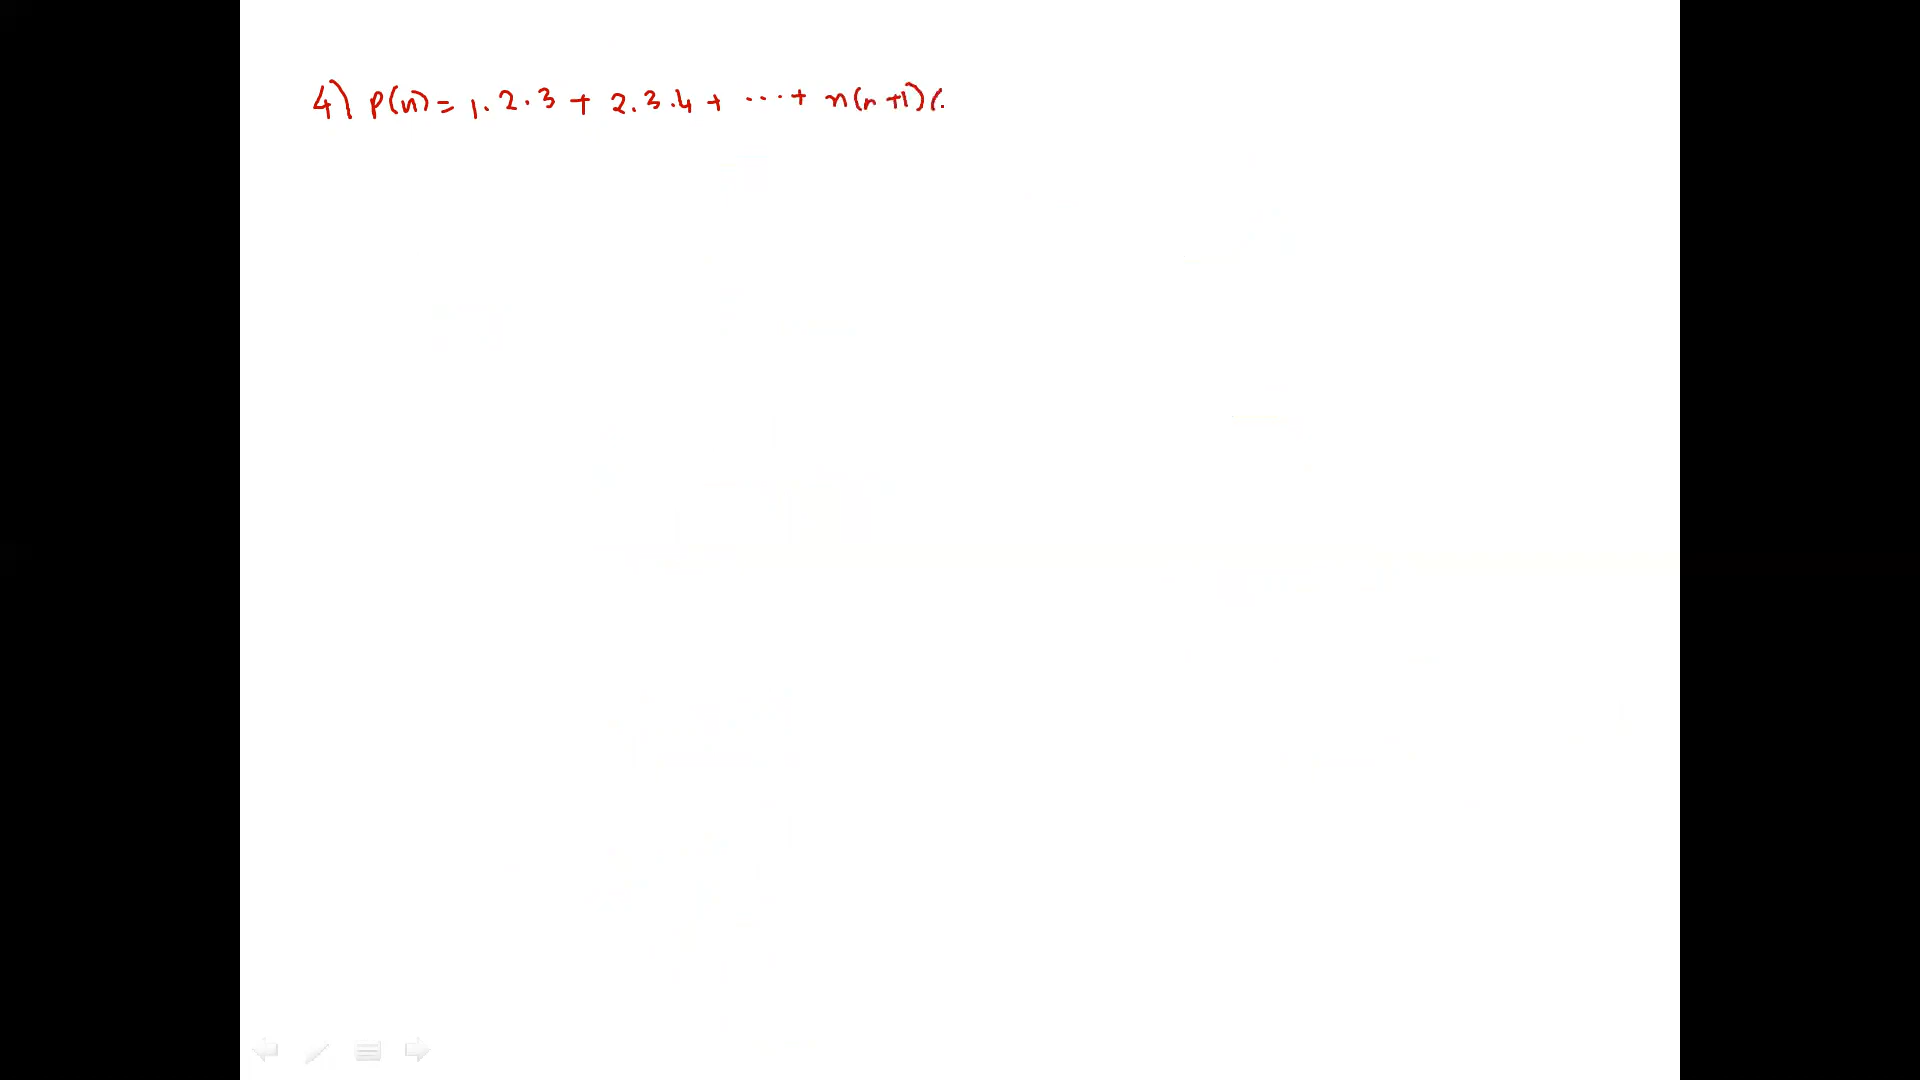 4) P(n) = 1.2.3 + 2.3.4 + ... + n(n+1)(